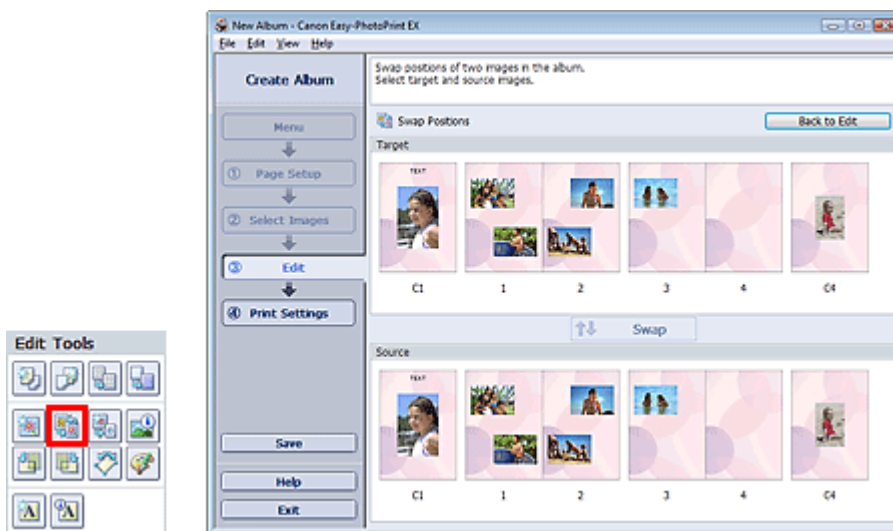 New Album - Canon Easy-PhotoPrint EX
File Edit View Help
Create Album
Menu
① Page Setup
② Select Images
③ Edit
④ Print Settings
Save
Help
Exit
Swap positions of two images in the album.
Select target and source images.
Swap Positions
Back to Edit
Target
TEXT
C1 1 2 3 4 C4
Swap
Source
TEXT
C1 1 2 3 4 C4
Edit Tools
A A